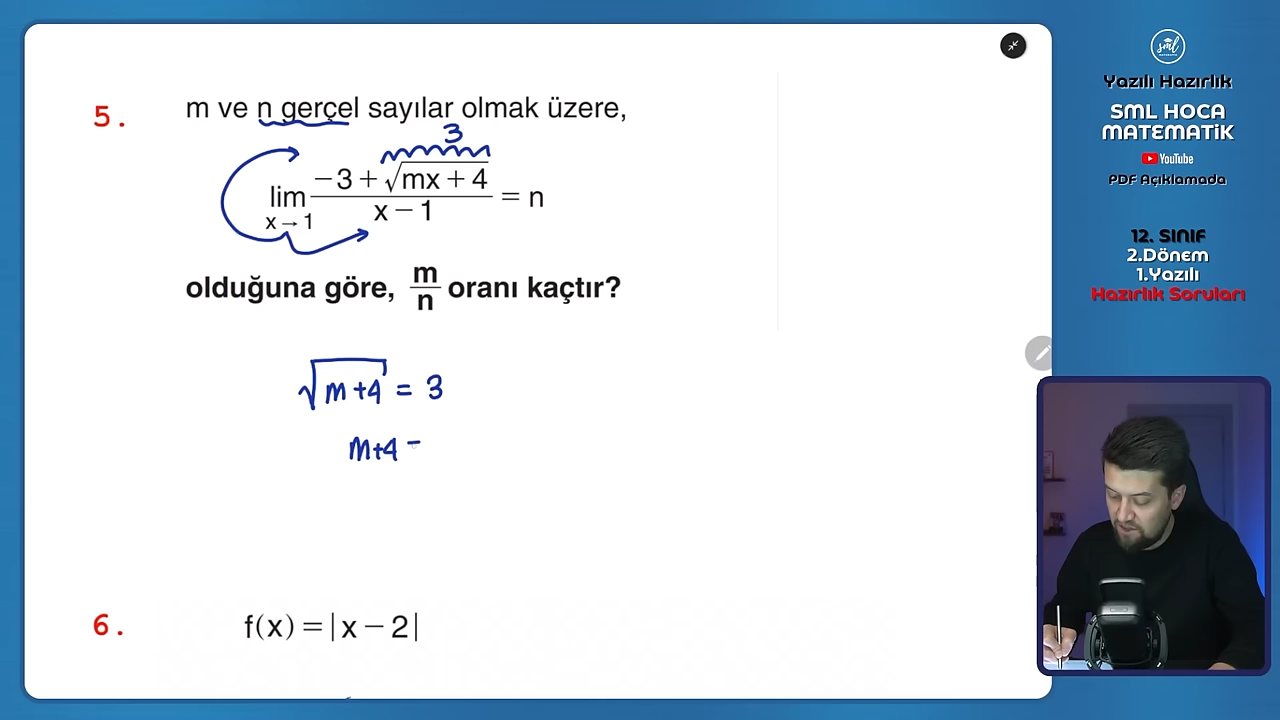 5. m ve n gerçel sayılar olmak üzere,
3
lim x→1 −3+√mx+4 / x−1 = n
olduğuna göre, m/n oranı kaçtır?
√m+4 = 3
m+4 =
6. f(x)=|x−2|
sml
Yazılı Hazırlık
SML HOCA
MATEMATİK
YouTube
PDF Açıklamada
12. SINIF
2.Dönem
1.Yazılı
Hazırlık Soruları